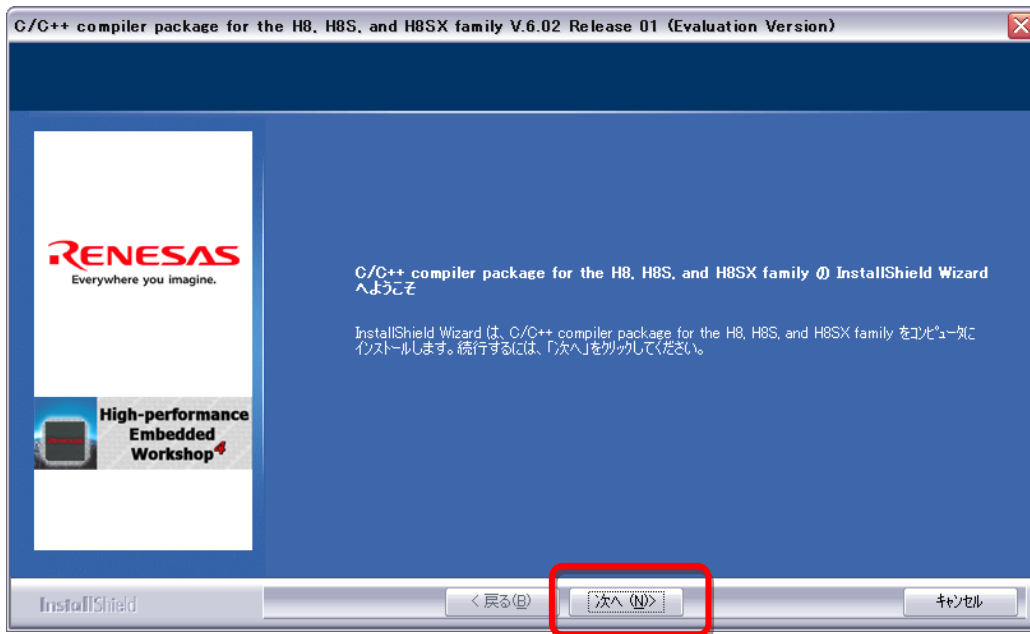 C/C++ compiler package for the H8, H8S, and H8SX family V.6.02 Release 01 (Evaluation Version)
RENESAS
Everywhere you imagine.
C/C++ compiler package for the H8, H8S, and H8SX family の InstallShield Wizard
へようこそ
InstallShield Wizard は、C/C++ compiler package for the H8, H8S, and H8SX family をコンピュータに
インストールします。続行するには、「次へ」をクリックしてください。
High-performance
Embedded
Workshop4
InstallShield
< 戻る(B)
次へ (N)>
キャンセル